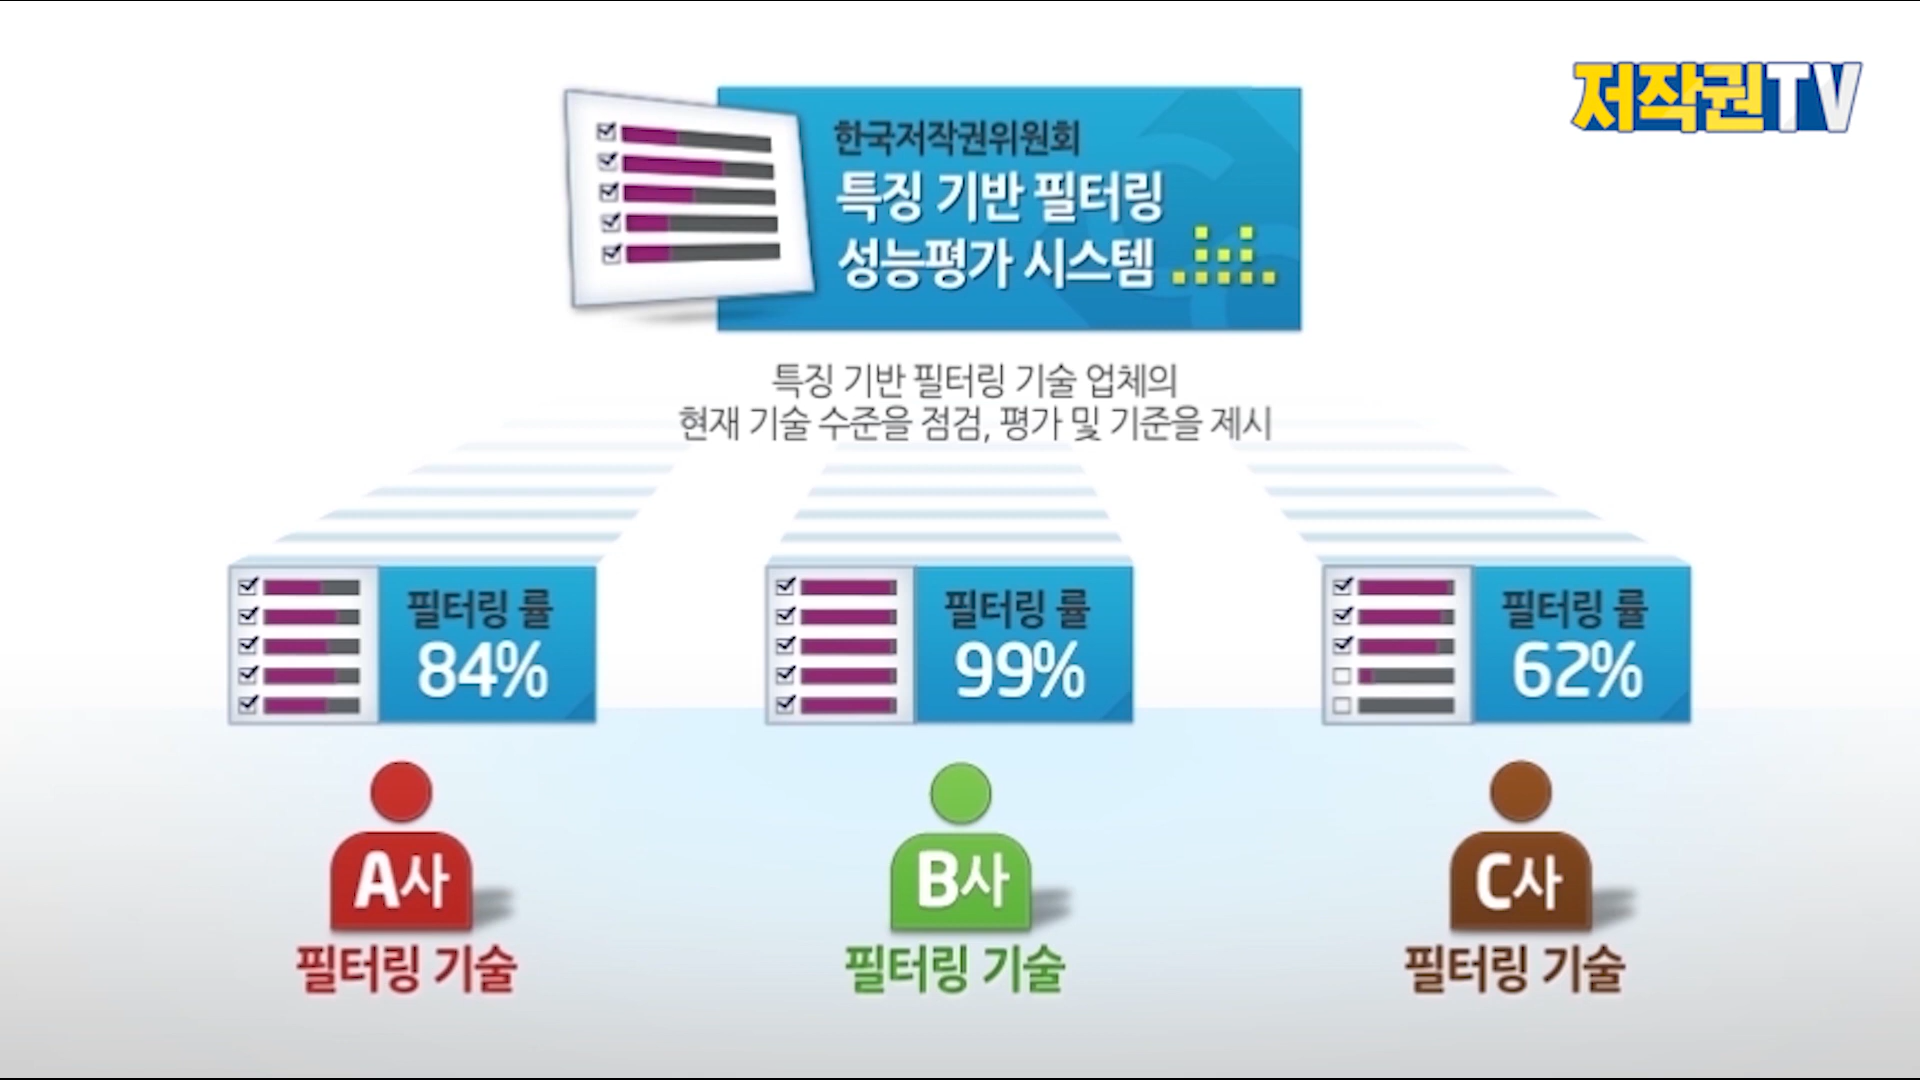 저작권TV
한국저작권위원회
특징 기반 필터링
성능평가 시스템
특징 기반 필터링 기술 업체의
현재 기술 수준을 점검, 평가 및 기준을 제시
필터링 률
84%
필터링 률
99%
필터링 률
62%
A사
필터링 기술
B사
필터링 기술
C사
필터링 기술